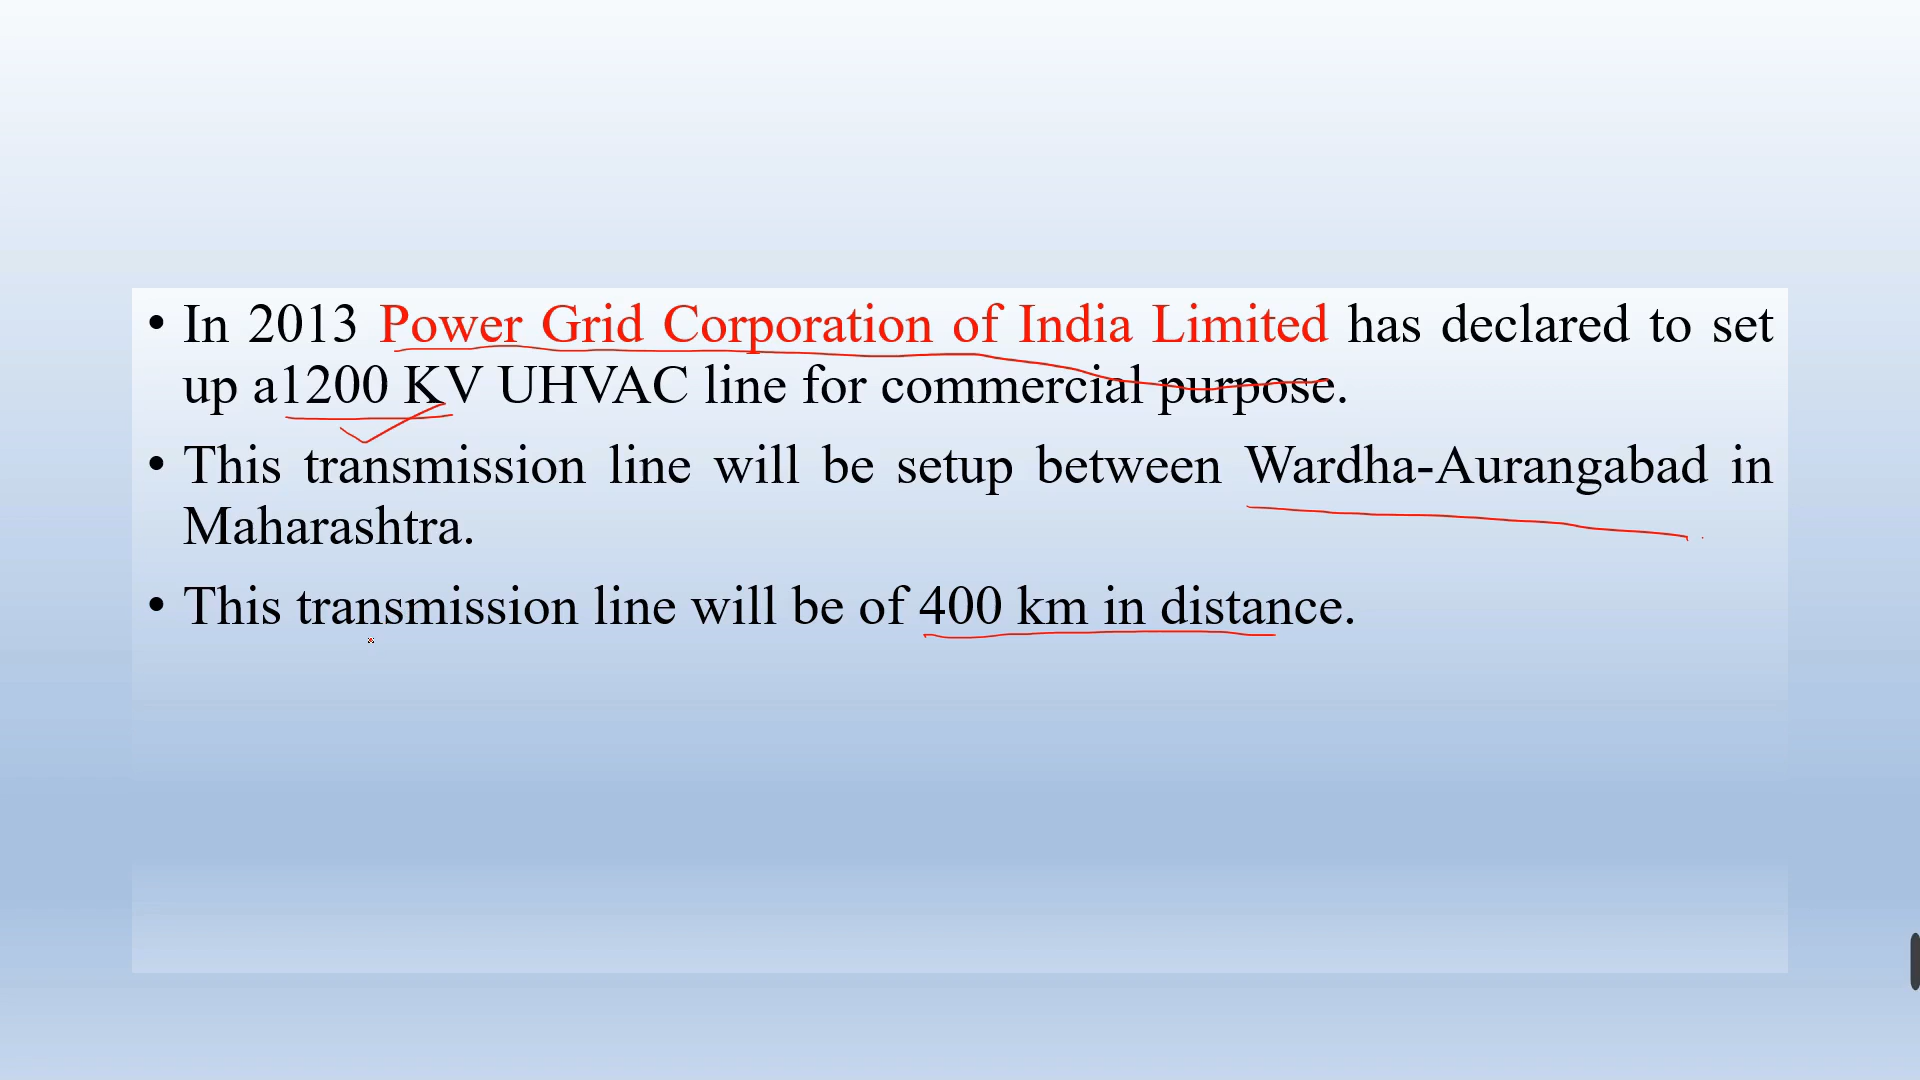 • In 2013 Power Grid Corporation of India Limited has declared to set
up a1200 KV UHVAC line for commercial purpose.
• This transmission line will be setup between Wardha-Aurangabad in
Maharashtra.
• This transmission line will be of 400 km in distance.